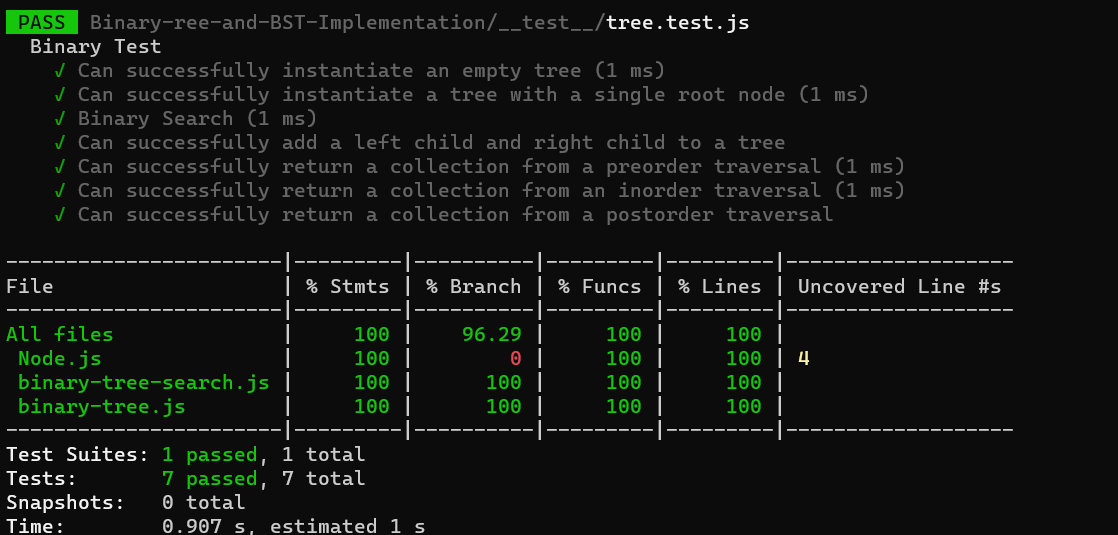 PASS Binary-ree-and-BST-Implementation/__test__/tree.test.js
  Binary Test
    √ Can successfully instantiate an empty tree (1 ms)
    √ Can successfully instantiate a tree with a single root node (1 ms)
    √ Binary Search (1 ms)
    √ Can successfully add a left child and right child to a tree
    √ Can successfully return a collection from a preorder traversal (1 ms)
    √ Can successfully return a collection from an inorder traversal (1 ms)
    √ Can successfully return a collection from a postorder traversal
-----------------------|---------|----------|---------|---------|-------------------
File                   | % Stmts | % Branch | % Funcs | % Lines | Uncovered Line #s
-----------------------|---------|----------|---------|---------|-------------------
All files              |     100 |    96.29 |     100 |     100 |
 Node.js               |     100 |        0 |     100 |     100 | 4
 binary-tree-search.js |     100 |      100 |     100 |     100 |
 binary-tree.js        |     100 |      100 |     100 |     100 |
-----------------------|---------|----------|---------|---------|-------------------
Test Suites: 1 passed, 1 total
Tests:       7 passed, 7 total
Snapshots:   0 total
Time:        0.907 s, estimated 1 s